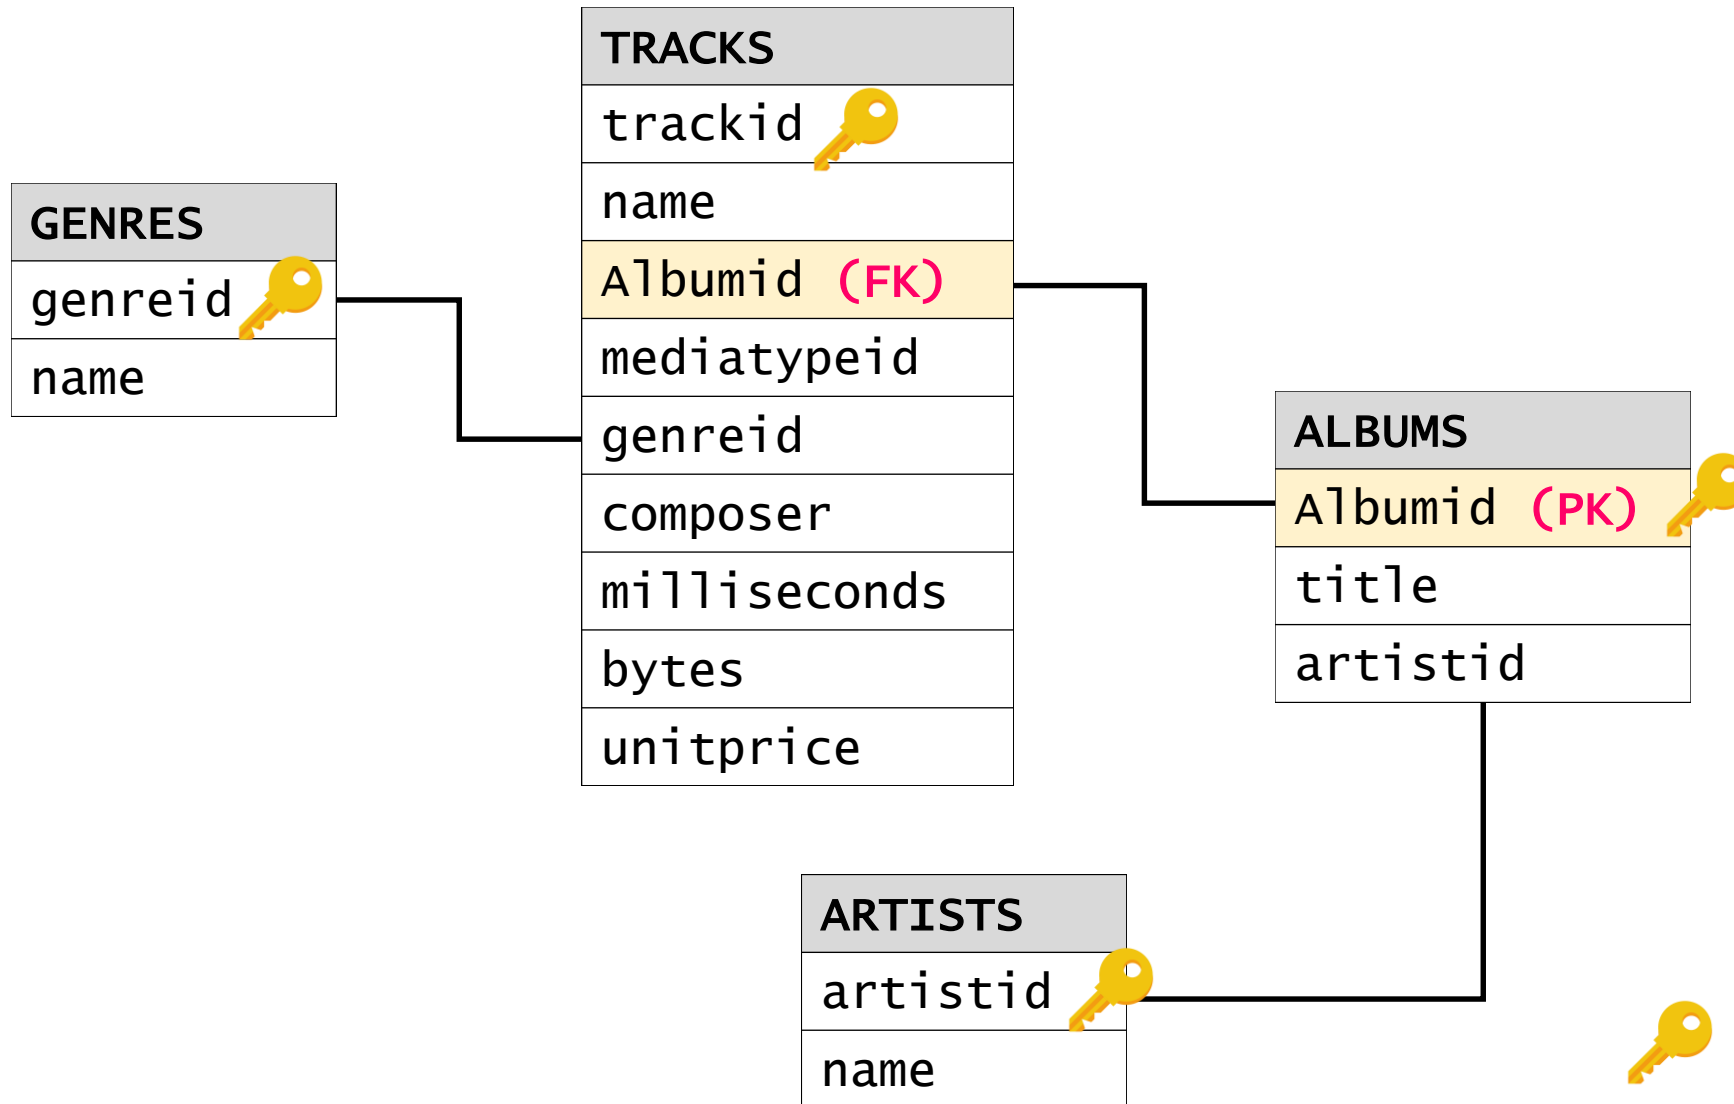 GENRES
genreid
name
TRACKS
trackid
name
Albumid (FK)
mediatypeid
genreid
composer
milliseconds
bytes
unitprice
ALBUMS
Albumid (PK)
title
artistid
ARTISTS
artistid
name